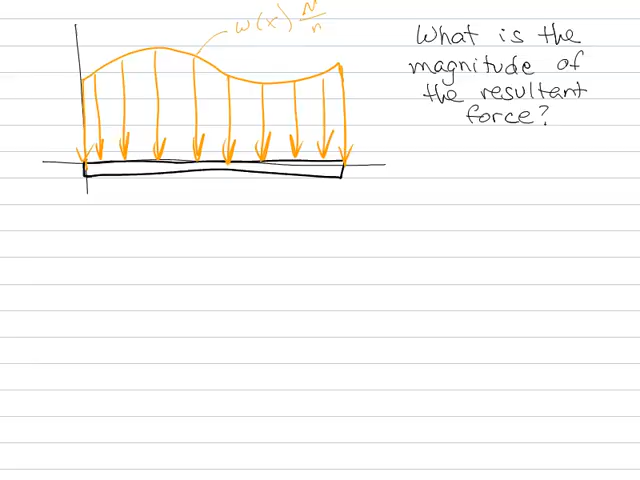 w(x) N/m
What is the
magnitude of
the resultant
force?